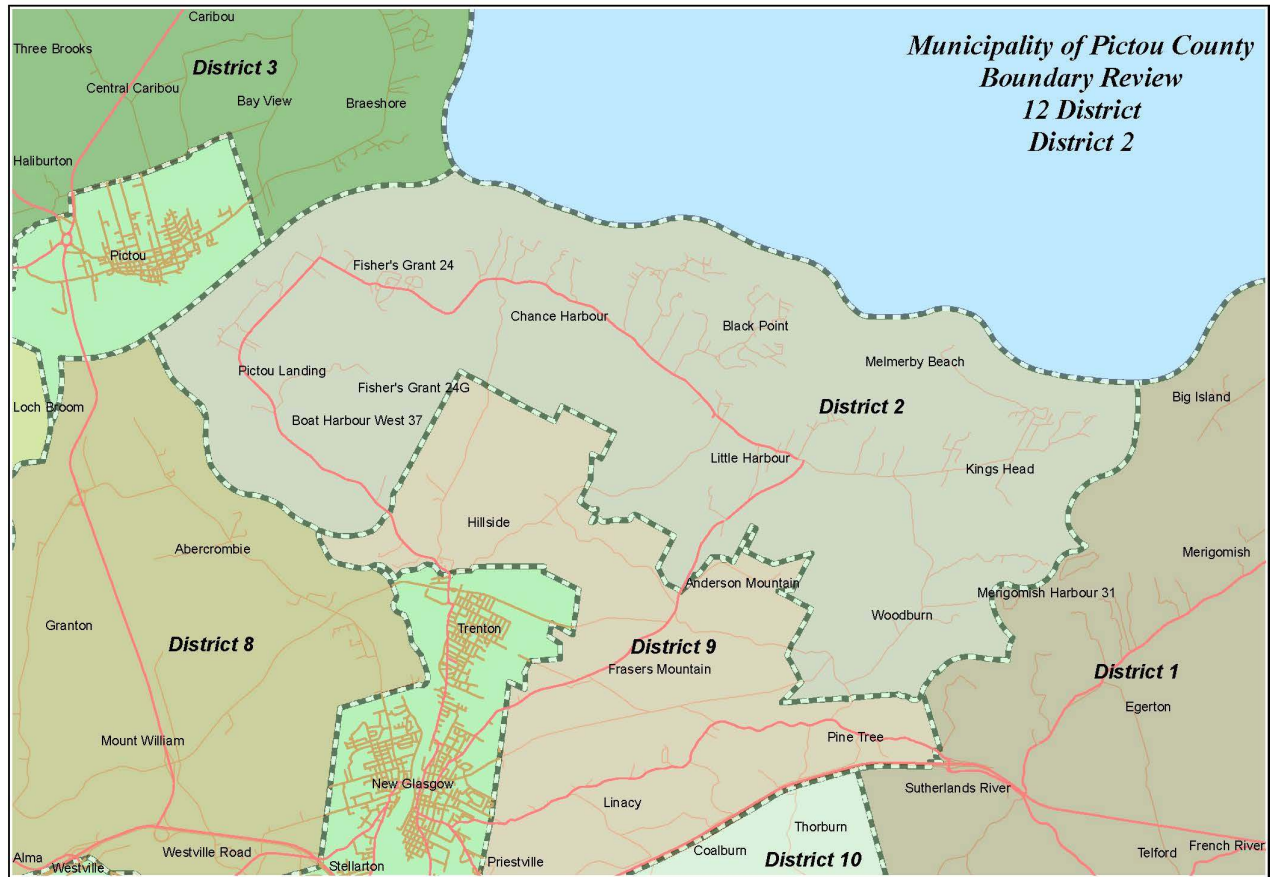 Municipality of Pictou County
Boundary Review
12 District
District 2
Caribou
Three Brooks
District 3
Central Caribou
Bay View
Braeshore
Haliburton
Pictou
Fisher's Grant 24
Chance Harbour
Black Point
Melmerby Beach
Pictou Landing
Fisher's Grant 24G
Big Island
Loch Broom
Boat Harbour West 37
District 2
Little Harbour
Kings Head
Hillside
Abercrombie
Merigomish
Anderson Mountain
Merigomish Harbour 31
Granton
Trenton
Woodburn
District 8
District 9
Frasers Mountain
District 1
Egerton
Mount William
Pine Tree
New Glasgow
Sutherlands River
Linacy
Thorburn
Alma
Westville
Westville Road
Stellarton
Priestville
Coalburn
District 10
Telford
French River